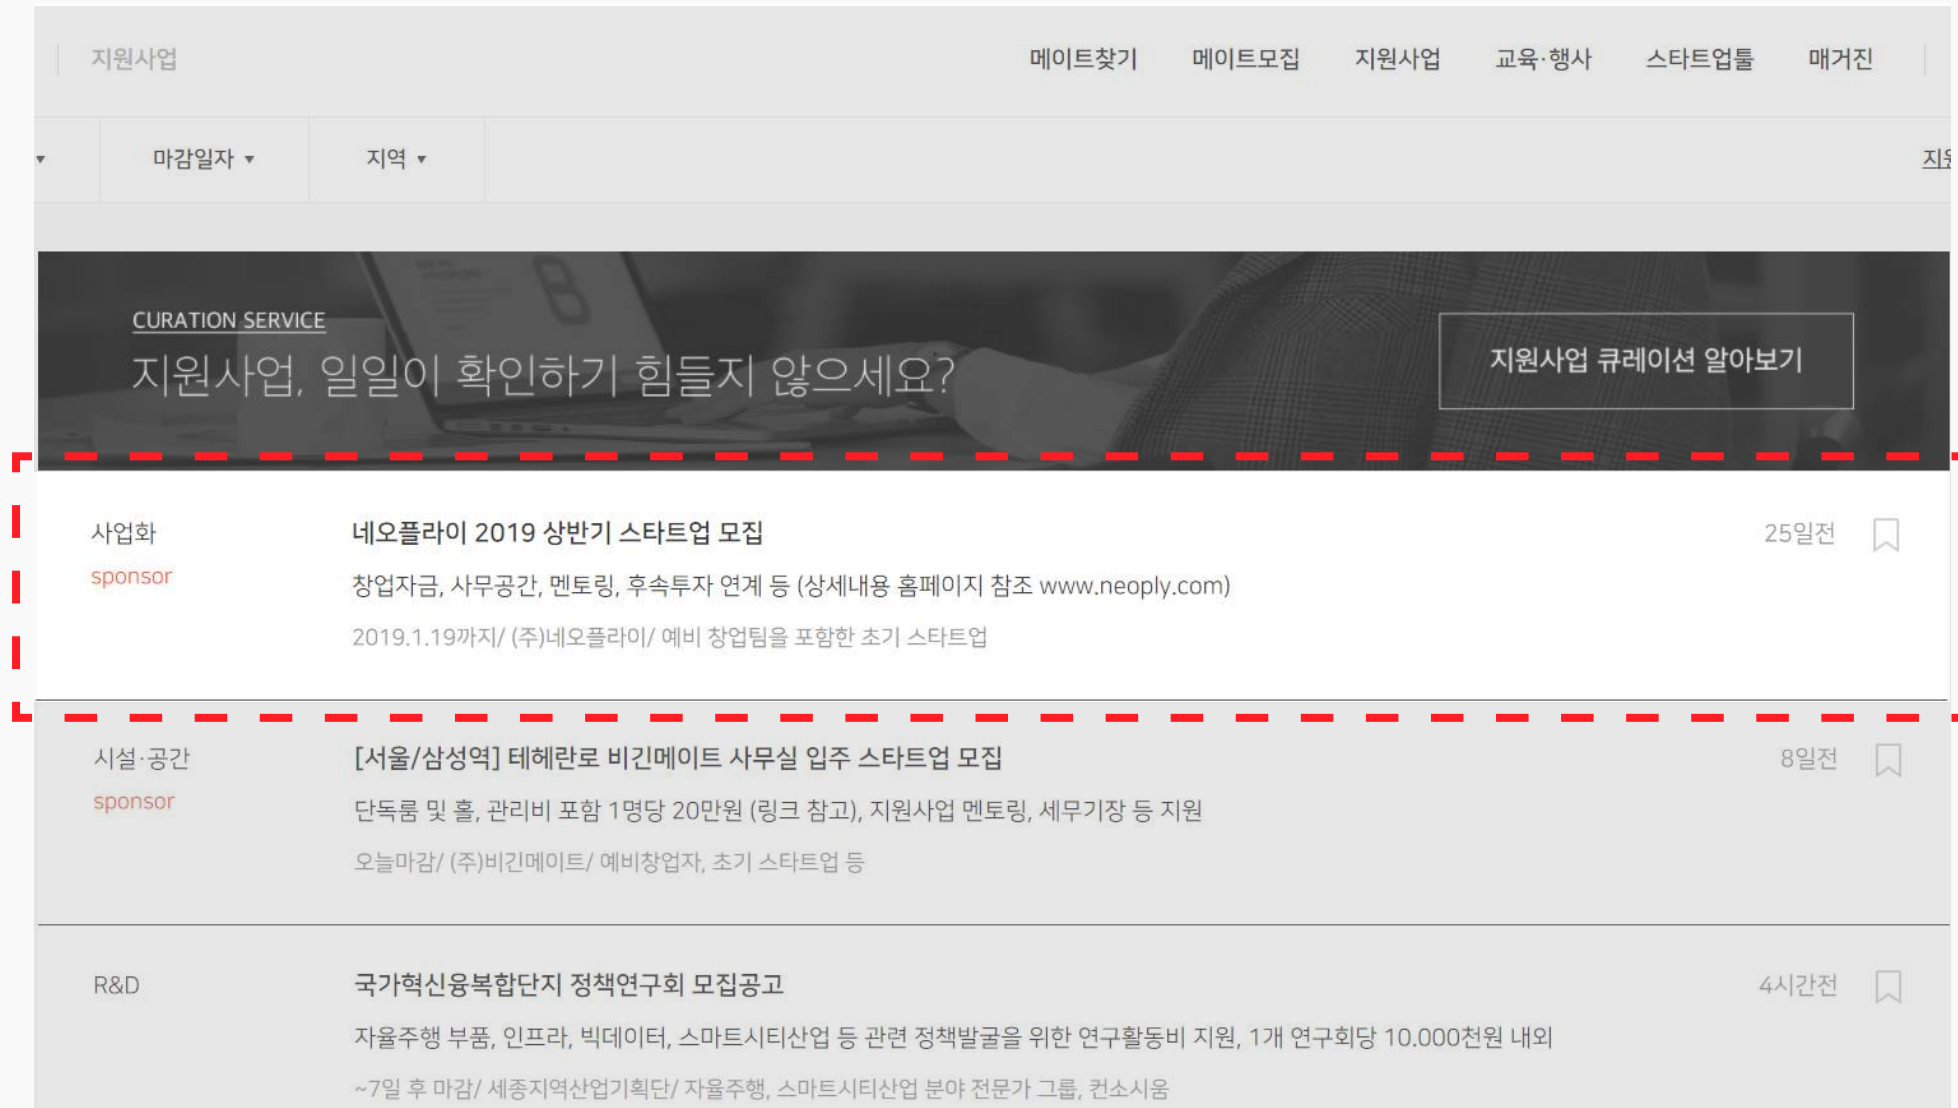 지원사업
메이트찾기 메이트모집 지원사업 교육·행사 스타트업툴 매거진
마감일자 ▾ 지역 ▾
CURATION SERVICE
지원사업, 일일이 확인하기 힘들지 않으세요?
지원사업 큐레이션 알아보기
사업화 네오플라이 2019 상반기 스타트업 모집 25일전
sponsor 창업자금, 사무공간, 멘토링, 후속투자 연계 등 (상세내용 홈페이지 참조 www.neoply.com)
2019.1.19까지/ (주)네오플라이/ 예비 창업팀을 포함한 초기 스타트업
시설·공간 [서울/삼성역] 테헤란로 비긴메이트 사무실 입주 스타트업 모집 8일전
sponsor 단독룸 및 홀, 관리비 포함 1명당 20만원 (링크 참고), 지원사업 멘토링, 세무기장 등 지원
오늘마감/ (주)비긴메이트/ 예비창업자, 초기 스타트업 등
R&D 국가혁신융복합단지 정책연구회 모집공고 4시간전
자율주행 부품, 인프라, 빅데이터, 스마트시티산업 등 관련 정책발굴을 위한 연구활동비 지원, 1개 연구회당 10.000천원 내외
~7일 후 마감/ 세종지역산업기획단/ 자율주행, 스마트시티산업 분야 전문가 그룹, 컨소시움